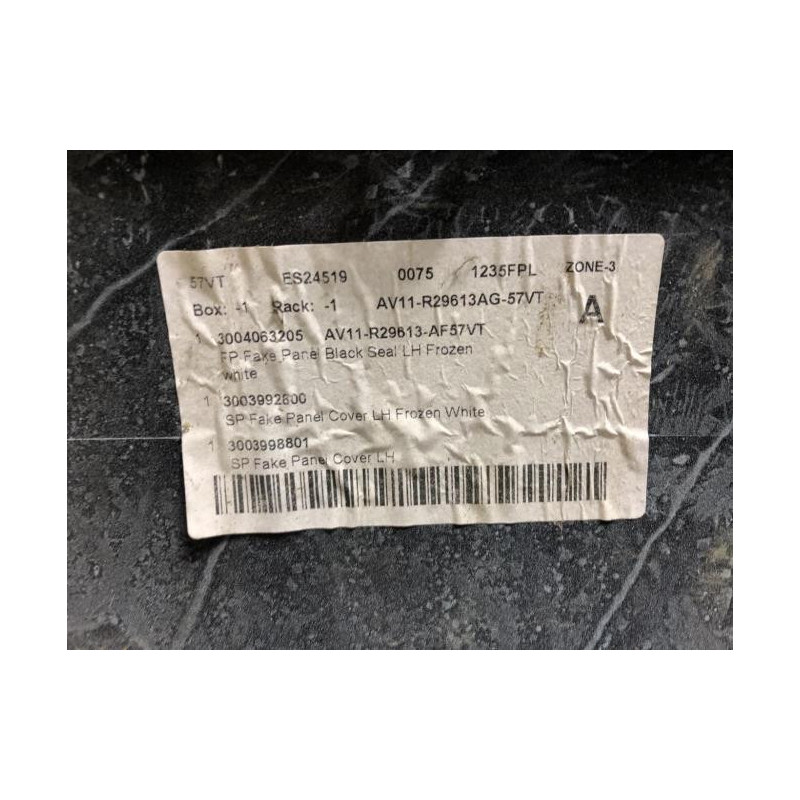 57VT ES24519 0075 1235FPL ZONE-3
Box: -1 Rack: -1 AV11-R29613AG-57VT A
1 3004063205 AV11-R29613-AF57VT
FP Fake Panel Black Seal LH Frozen
white
1 3003992800
SP Fake Panel Cover LH Frozen White
1 3003998801
SP Fake Panel Cover LH